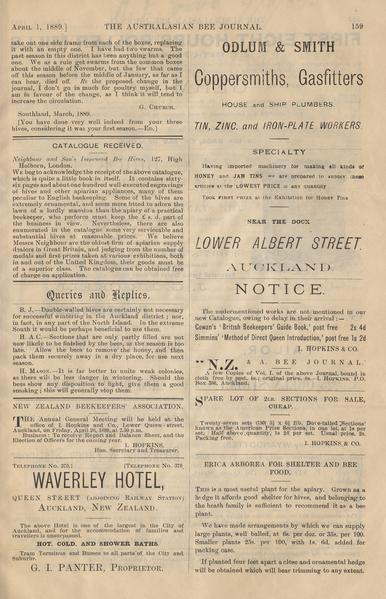 April 1, 1889.] THE AUSTRALASIAN BEE JOURNAL. 159
take out one side frame from each of the boxes, replacing
it with an empty one. I have had two swarms. The
past season in this district has been anything but a good
one. We as a rule get swarms from the common boxes
about the middle of November, but the few that came
off this season before the middle of January, as far as I
can hear, died off. At the proposed change in the
journal, I don't go in much for poultry myself, but I
am in favour of the change, as I think it will tend to
increase the circulation.
G. Church.
Southland, March, 1889.
[You have done very well indeed from your three
hives, considering it was your first season.—Ed.]
CATALOGUE RECEIVED.
Neighbour and Son's Improved Bee Hives, 127, High
Holborn, London.
We beg to acknowledge the receipt of the above catalogue,
which is quite a little book in itself. It contains sixty-
six pages and about one hundred well executed engravings
of hives and other apiarian appliances, many of them
peculiar to English beekeeping. Some of the hives are
extremely ornamental, and seem more fitted to adorn the
lawn of a lordly mansion than the apiary of a practical
beekeeper, who perforce must keep the £ s. d. part of
the business in view. Nevertheless, there are also
enumerated in the catalogue some very serviceable and
substantial hives at reasonable prices. We believe
Messrs Neighbour are the oldest firm of apiarian supply
dealers in Great Britain, and judging from the number of
medals and first prizes taken at various exhibitions, both
in and out of the United Kingdom, their goods must be
of a superior class. The catalogue can be obtained free
of charge on application.
Queries and Replies.
B. J.—Double-walled hives are certainly not necessary
for successful wintering in the Auckland district; nor,
in fact, in any part of the North Island. In the extreme
South it would be perhaps beneficial to use them.
H. A. C.—Sections that are only partly filled are not
now likely to be finished by the bees, as the season is too
late. Allow the bees to remove the honey, and then
pack them securely away in a dry place, for use next
season.
H. Mason.—It is far better to unite weak colonies,
as there will be less danger in wintering. Should the
bees show any disposition to fight, give them a good
smoking; this will generally stop them.
NEW ZEALAND BEEKEEPERS' ASSOCIATION.
THE Annual General Meeting will be held at the
office of I. Hopkins and Co., Lower Queen-street,
Auckland, on Friday, April 26, 1889, at 2.30 p.m.
Business: To receive Report and Balance Sheet, and the
Election of Officers for the ensuing year.
I. HOPKINS,
Hon. Secretary and Treasurer.
Telephone No. 370.] [Telephone No. 370
WAVERLEY HOTEL,
QUEEN STREET (Adjoining Railway Station)
Auckland, New Zealand.
The above Hotel is one of the largest in the City of
Auckland, and for the accommodation of families and
travellers is unsurpassed.
HOT, COLD, AND SHOWER BATHS.
Tram Terminus and Busses to all parts of the City and
Suburbs.
G. I. PANTER, Proprietor.
ODLUM & SMITH
Coppersmiths, Gasfitters
HOUSE and SHIP PLUMBERS.
TIN, ZINC, and IRON-PLATE WORKERS.
SPECIALTY
Having imported machinery for making all kinds of
HONEY and JAM TINS we are prepared to supply these
articles at the LOWEST PRICE in any quantity
Took FIRST PRIZE at the Exhibition for Honey Tins
NEAR THE DOCK
LOWER ALBERT STREET,
AUCKLAND.
NOTICE.
The undermentioned works are not mentioned in our
new Catalogue, owing to delay in their arrival:—
Cowan's 'British Beekeepers' Guide Book,' post free 2s 4d
Simmins' 'Method of Direct Queen Introduction,' post free 1s 2d
I. HOPKINS & CO.
"N.Z. & A BEE JOURNAL."
A few Copies of Vol. I. of the above Journal, bound in
cloth free by post, original price,
Box 386, Auckland.
SPARE LOT OF 2LB. SECTIONS FOR SALE,
CHEAP.
Twenty-seven sets Dove-tailed [Sections'
known as the American Prize Sections], in one lot, at 1s per
set. Half above quantity, 1s 2d per set. Usual price, 2s.
Packing free.
I. HOPKINS & CO.
ERICA ARBOREA FOR SHELTER AND BEE
FOOD.
This is a most useful plant for the apiary. Grown as a
hedge it affords good shelter for hives, and belonging to
the heath family is sufficient to recommend it as a bee
plant.
We have made arrangements by which we can supply
large plants, well balled, at 6s. per doz. or 35s. per 100.
Smaller plants 25s. per 100, with 1s. 6d. added for
packing case.
If planted four feet apart a close and ornamental hedge
will be obtained which will bear trimming to any extent.